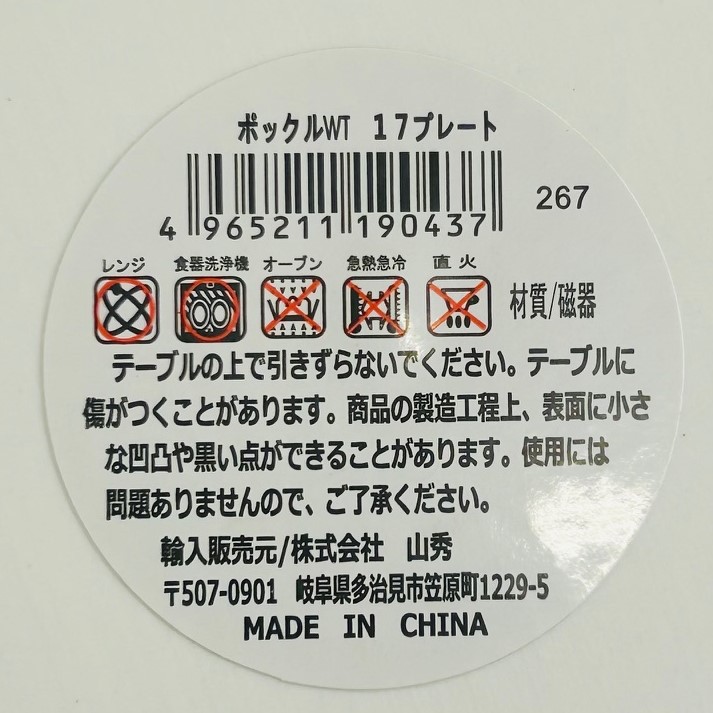 ポックルWT 17プレート
267
4 965211 190437
レンジ 食器洗浄機 オーブン 急熱急冷 直火
材質/磁器
テーブルの上で引きずらないでください。テーブルに
傷がつくことがあります。商品の製造工程上、表面に小さ
な凹凸や黒い点ができることがあります。使用には
問題ありませんので、ご了承ください。
輸入販売元/株式会社 山秀
〒507-0901 岐阜県多治見市笠原町1229-5
MADE IN CHINA